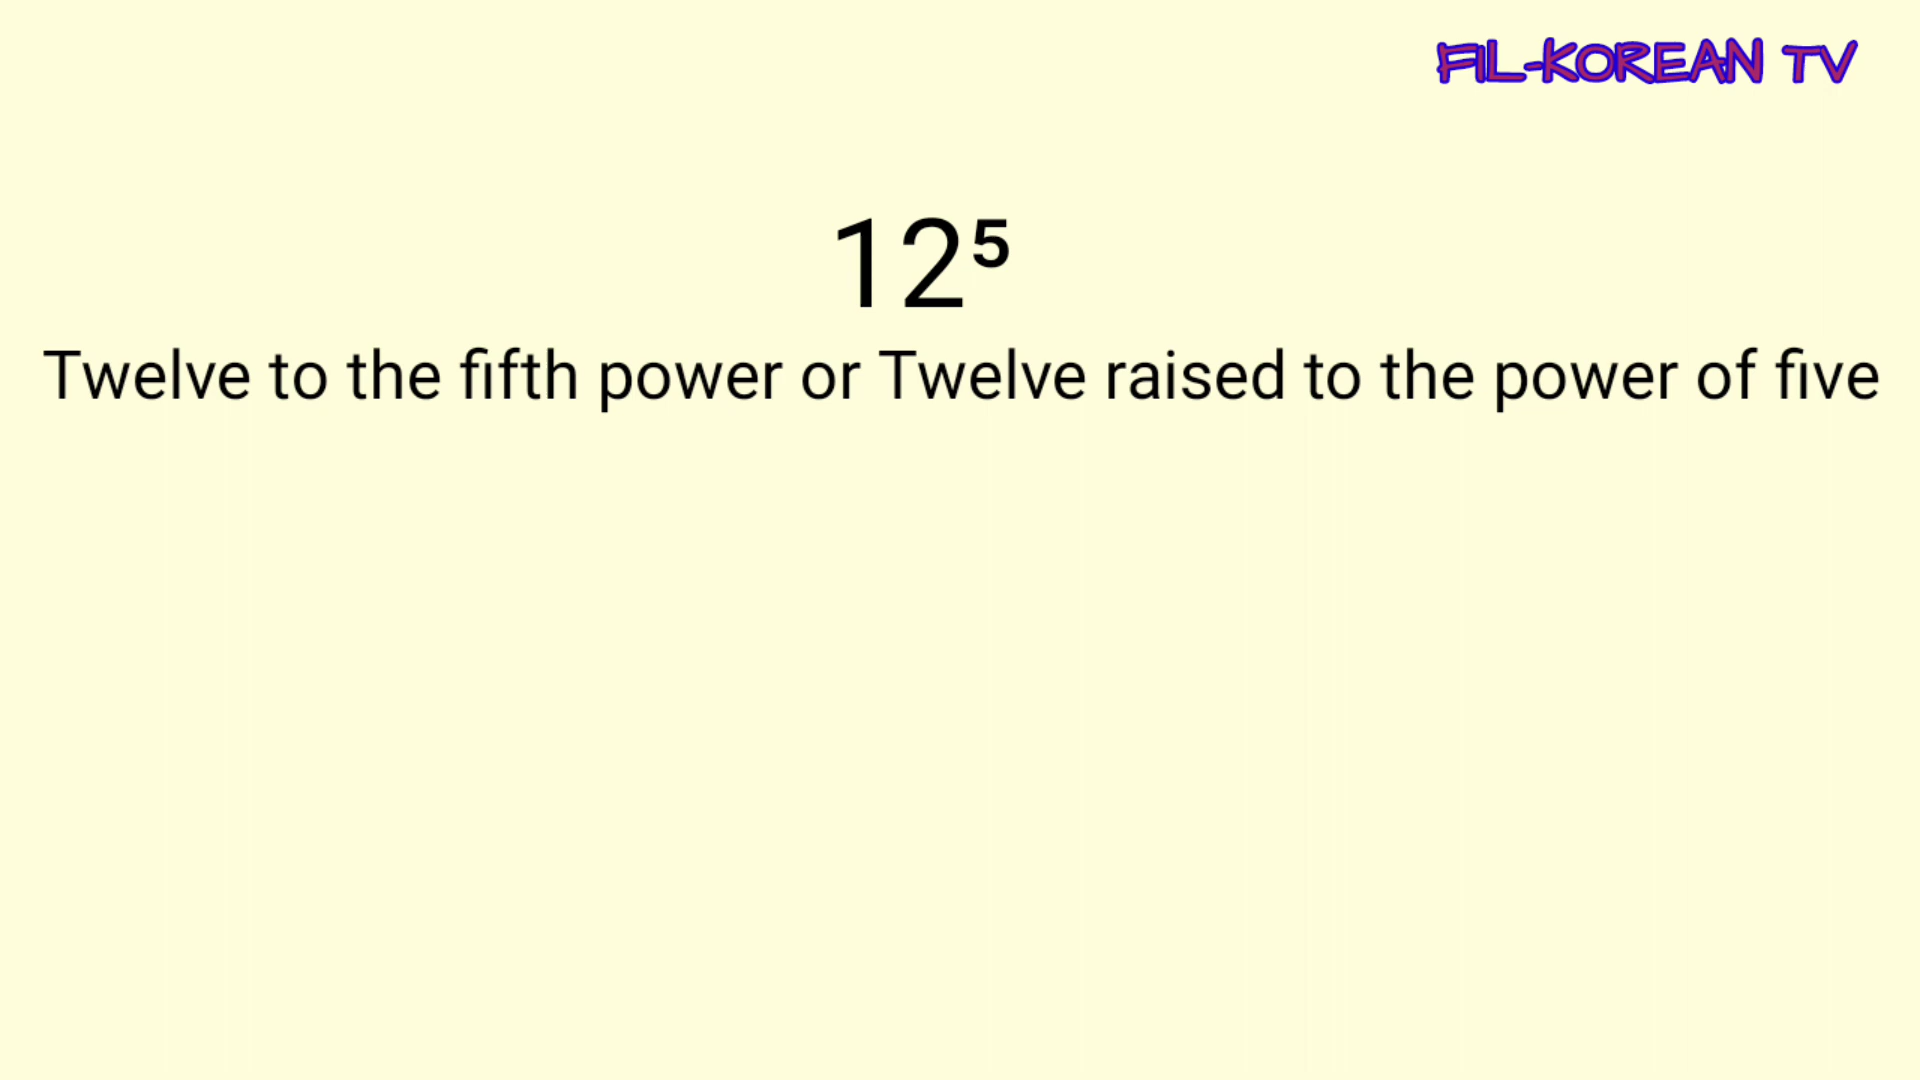 FIL-KOREAN TV
12⁵
Twelve to the fifth power or Twelve raised to the power of five